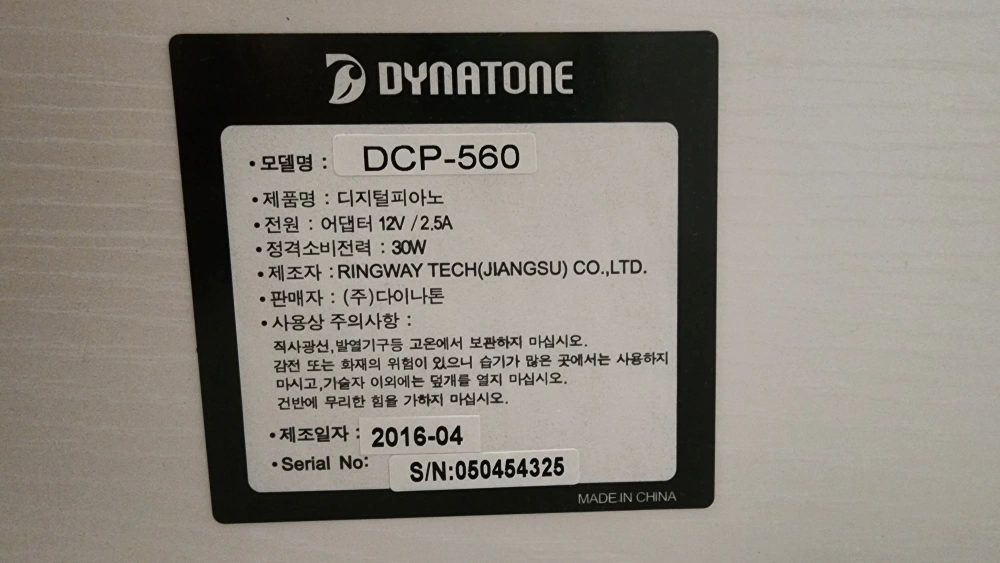 DYNATONE
• 모델명 : DCP-560
• 제품명 : 디지털피아노
• 전원 : 어댑터 12V / 2.5A
• 정격소비전력 : 30W
• 제조자 : RINGWAY TECH(JIANGSU) CO.,LTD.
• 판매자 : (주)다이나톤
• 사용상 주의사항 :
직사광선,발열기구등 고온에서 보관하지 마십시오.
감전 또는 화재의 위험이 있으니 습기가 많은 곳에서는 사용하지
마시고,기술자 이외에는 덮개를 열지 마십시오.
건반에 무리한 힘을 가하지 마십시오.
• 제조일자 : 2016-04
• Serial No: S/N:050454325
MADE IN CHINA